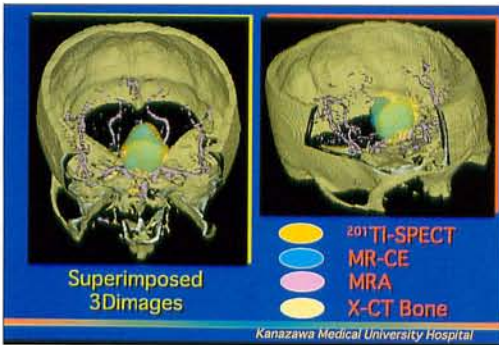 Superimposed
3Dimages
²⁰¹Tl-SPECT
MR-CE
MRA
X-CT Bone
Kanazawa Medical University Hospital